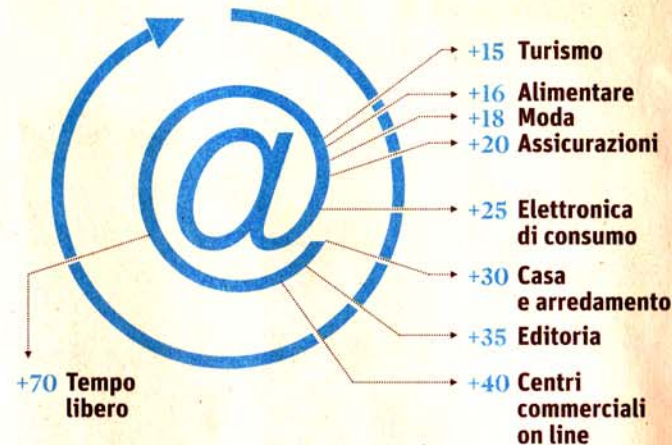 +15 Turismo
+16 Alimentare
+18 Moda
+20 Assicurazioni
@
+25 Elettronica
di consumo
+30 Casa
e arredamento
+35 Editoria
+40 Centri
commerciali
on line
+70 Tempo
libero